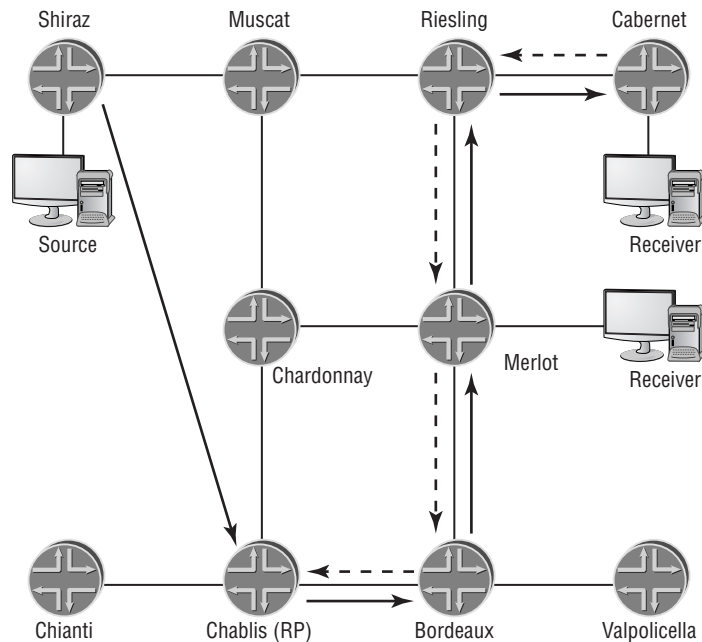 Shiraz
Muscat
Riesling
Cabernet
Source
Receiver
Chardonnay
Merlot
Receiver
Chianti
Chablis (RP)
Bordeaux
Valpolicella